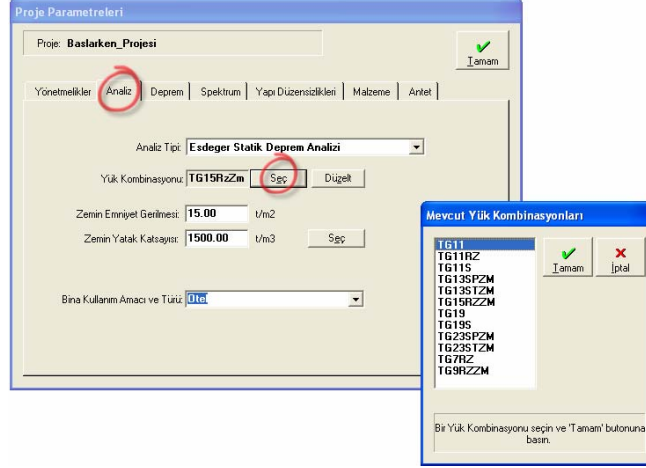 Proje Parametreleri
Proje: Baslarken_Projesi
Tamam
Yönetmelikler Analiz Deprem Spektrum Yapı Düzensizlikleri Malzeme Antet
Analiz Tipi: Esdeger Statik Deprem Analizi
Yük Kombinasyonu: TG15RzZm Seç Düzelt
Zemin Emniyet Gerilmesi: 15.00 t/m2
Zemin Yatak Katsayısı: 1500.00 t/m3 Seç
Bina Kullanım Amacı ve Türü: Otel
Mevcut Yük Kombinasyonları
TG11
TG11RZ
TG11S
TG13SPZM
TG13STZM
TG15RZZM
TG19
TG19S
TG23SPZM
TG23STZM
TG7RZ
TG9RZZM
Tamam İptal
Bir Yük Kombinasyonu seçin ve 'Tamam' butonuna
basın.